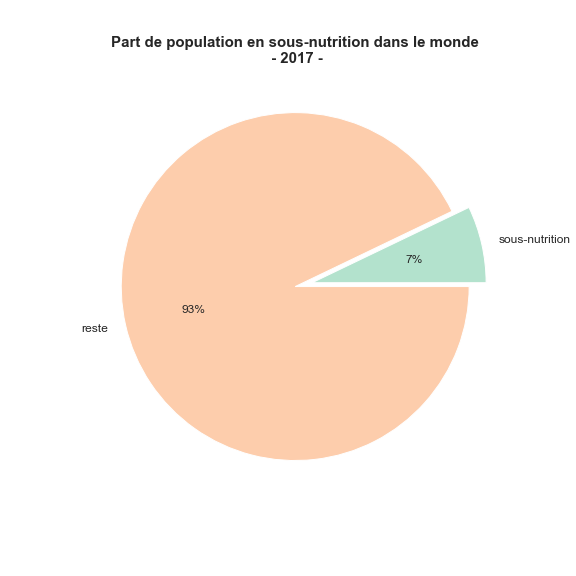 Part de population en sous-nutrition dans le monde
- 2017 -
sous-nutrition
7%
93%
reste